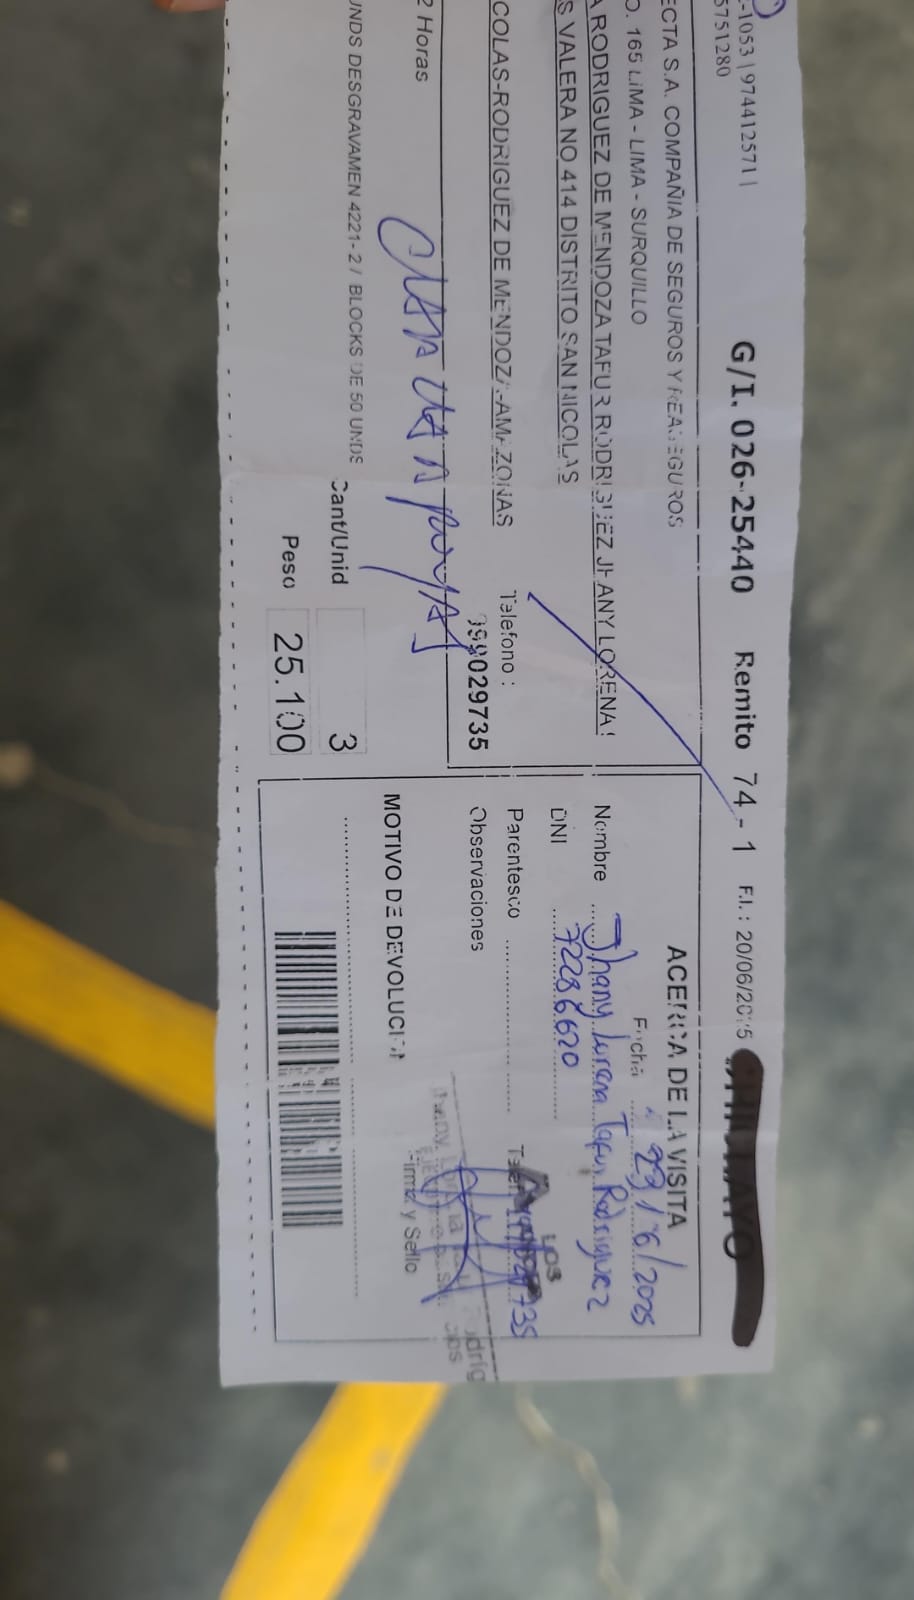 -1053 | 974412571 |
5751280
G/I. 026-25440 Remito 74 - 1 F.I. : 20/06/2025
ECTA S.A. COMPAÑIA DE SEGUROS Y REASEGUROS
O. 165 LIMA - LIMA - SURQUILLO
A RODRIGUEZ DE MENDOZA TAFUR RODRIGUEZ JHANY LORENA
S VALERA NO 414 DISTRITO SAN NICOLAS
COLAS-RODRIGUEZ DE MENDOZA-AMAZONAS
Telefono :
999029735
2 Horas
UNDS DESGRAVAMEN 4221- 2 / BLOCKS DE 50 UNDS
Cant/Unid 3
Peso 25.100
ACERCA DE LA VISITA
Fecha 23/6/2025
Nombre Jhany Lorena Tafur Rodriguez
DNI 72286620
Parentesco
Observaciones
Firma y Sello
MOTIVO DE DEVOLUCION